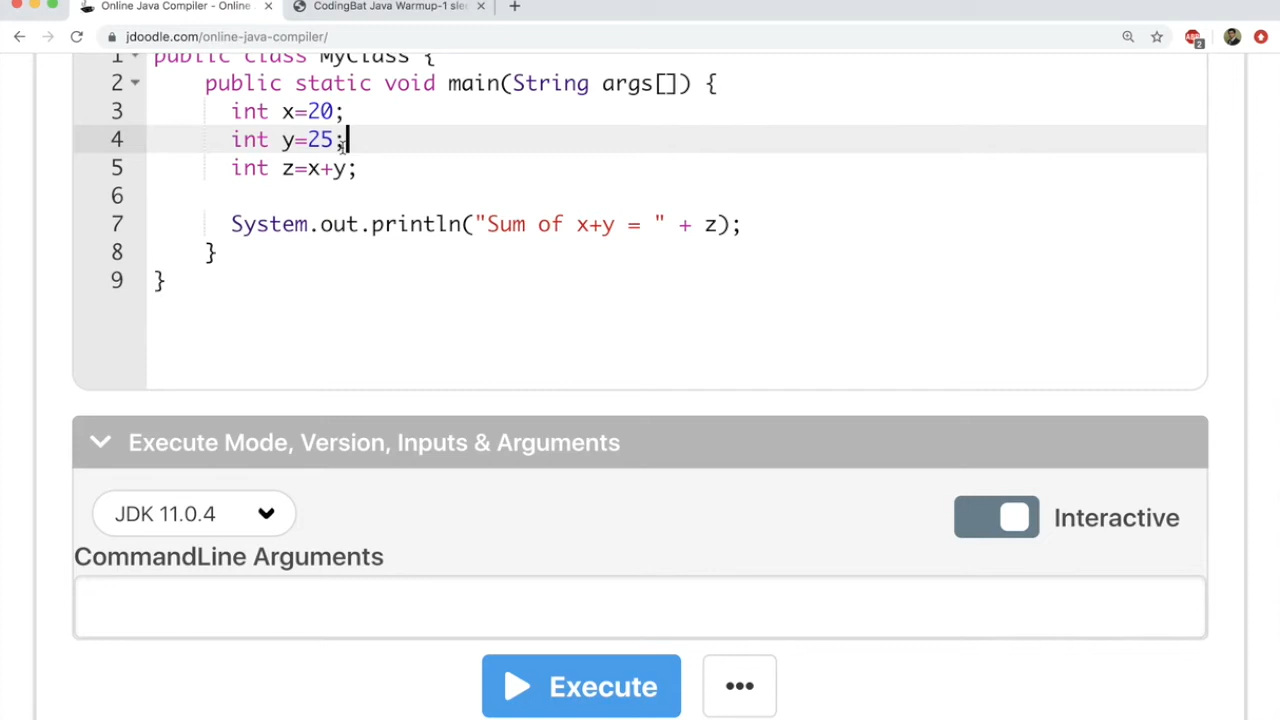 Online Java Compiler - Online
CodingBat Java Warmup-1 slee
jdoodle.com/online-java-compiler/
2
1 public class MyClass {
2 public static void main(String args[]) {
3 int x=20;
4 int y=25;
5 int z=x+y;
6
7 System.out.println("Sum of x+y = " + z);
8 }
9 }
Execute Mode, Version, Inputs & Arguments
JDK 11.0.4
Interactive
CommandLine Arguments
Execute